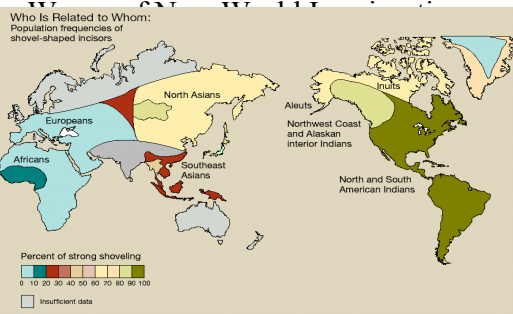 Who Is Related to Whom:
Population frequencies of
shovel-shaped incisors
North Asians
Europeans
Africans
Southeast
Asians
Inuits
Aleuts
Northwest Coast
and Alaskan
interior Indians
North and South
American Indians
Percent of strong shoveling
0 10 20 30 40 50 60 70 80 90 100
Insufficient data